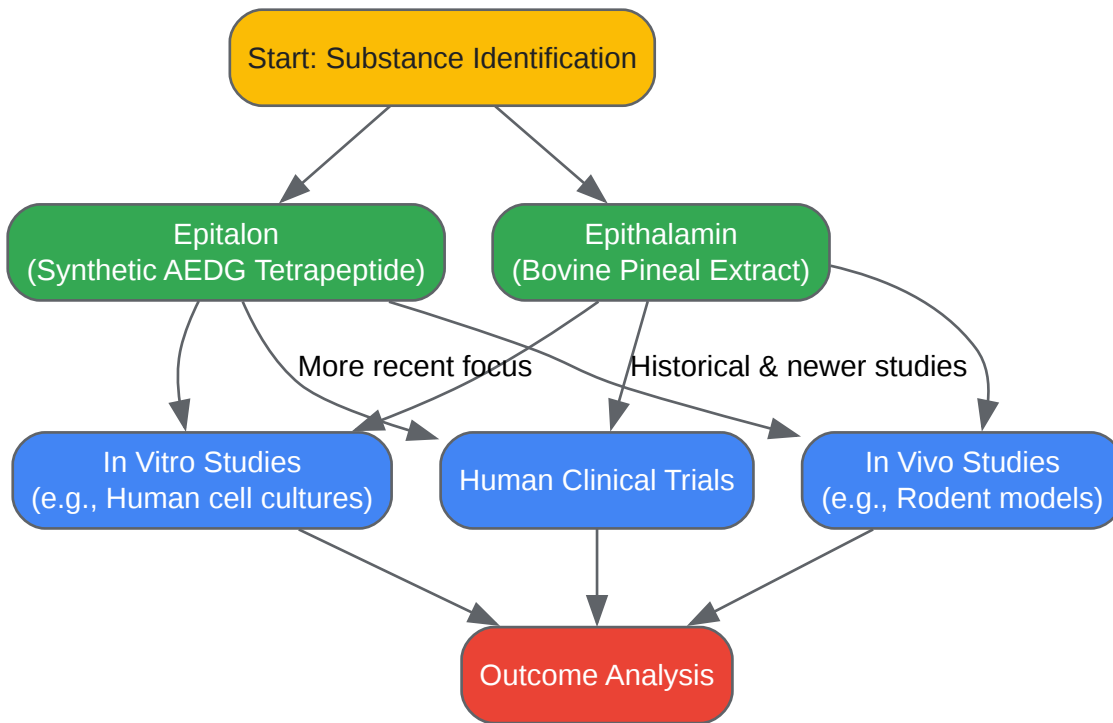 Start: Substance Identification
Epitalon
(Synthetic AEDG Tetrapeptide)
Epithalamin
(Bovine Pineal Extract)
More recent focus
Historical & newer studies
In Vitro Studies
(e.g., Human cell cultures)
Human Clinical Trials
In Vivo Studies
(e.g., Rodent models)
Outcome Analysis